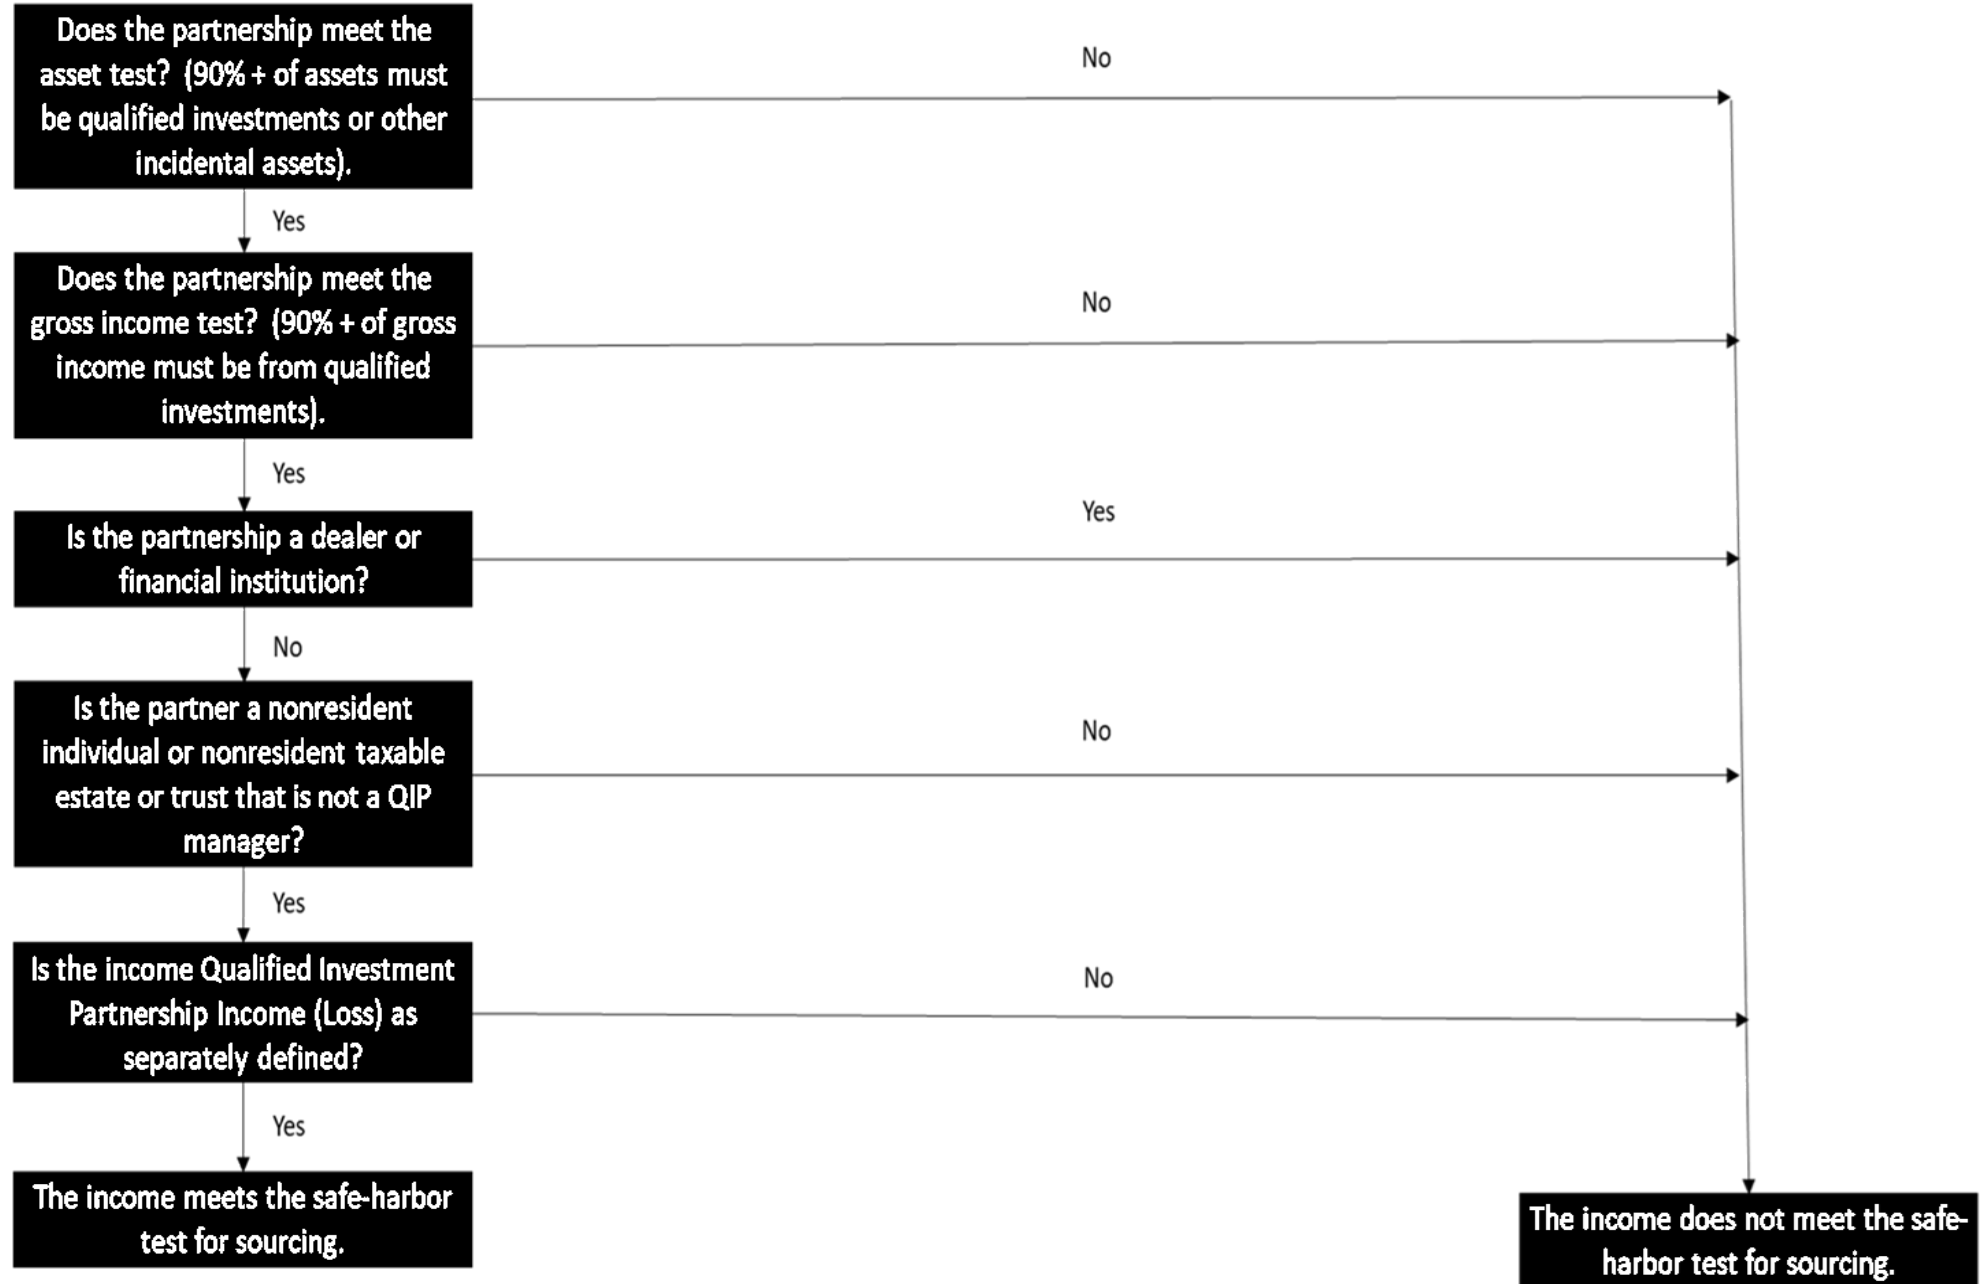 Does the partnership meet the
asset test? (90% + of assets must
be qualified investments or other
incidental assets).
No
Yes
Does the partnership meet the
gross income test? (90% + of gross
income must be from qualified
investments).
No
Yes
Is the partnership a dealer or
financial institution?
Yes
No
Is the partner a nonresident
individual or nonresident taxable
estate or trust that is not a QIP
manager?
No
Yes
Is the income Qualified Investment
Partnership Income (Loss) as
separately defined?
No
Yes
The income meets the safe-harbor
test for sourcing.
The income does not meet the safe-
harbor test for sourcing.